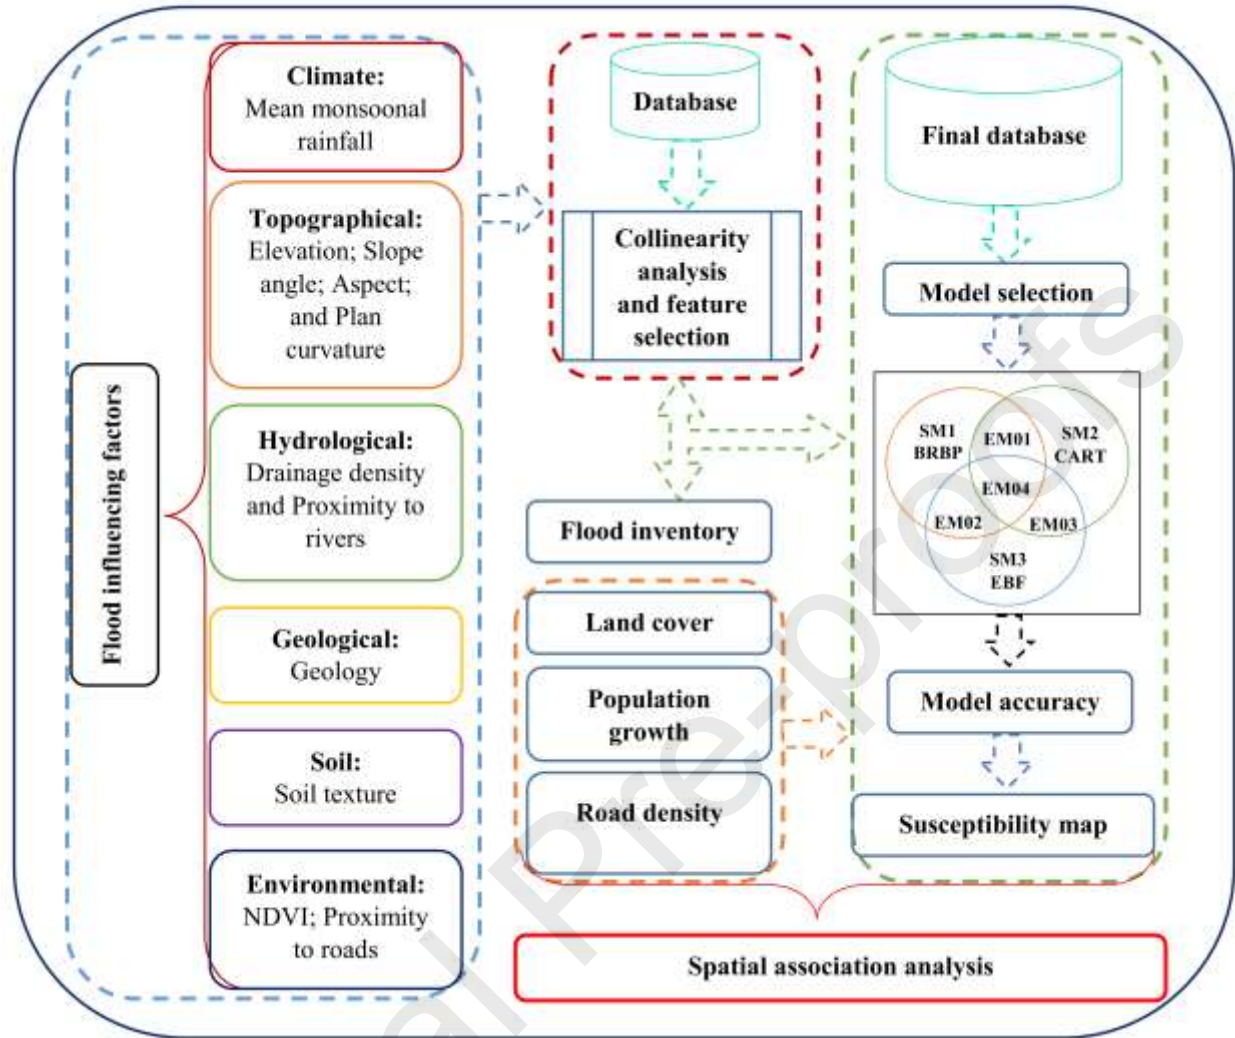 Flood influencing factors
Climate:
Mean monsoonal
rainfall
Topographical:
Elevation; Slope
angle; Aspect;
and Plan
curvature
Hydrological:
Drainage density
and Proximity to
rivers
Geological:
Geology
Soil:
Soil texture
Environmental:
NDVI; Proximity
to roads
Database
Collinearity
analysis
and feature
selection
Flood inventory
Land cover
Population
growth
Road density
Final database
Model selection
SM1
BRBP
EM01
SM2
CART
EM04
EM02
EM03
SM3
EBF
Model accuracy
Susceptibility map
Spatial association analysis
al Pre-proofs